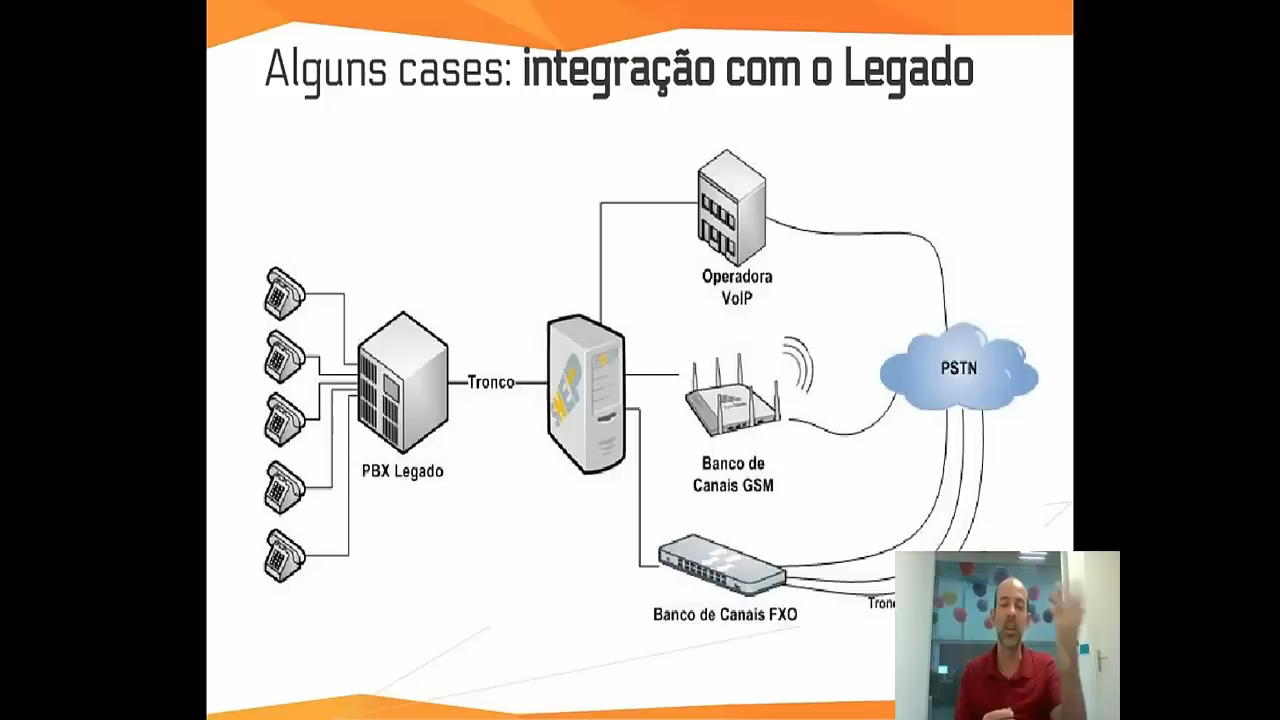 Alguns cases: integração com o Legado
Operadora
VoIP
PSTN
Tronco
PBX Legado
Banco de
Canais GSM
Banco de Canais FXO